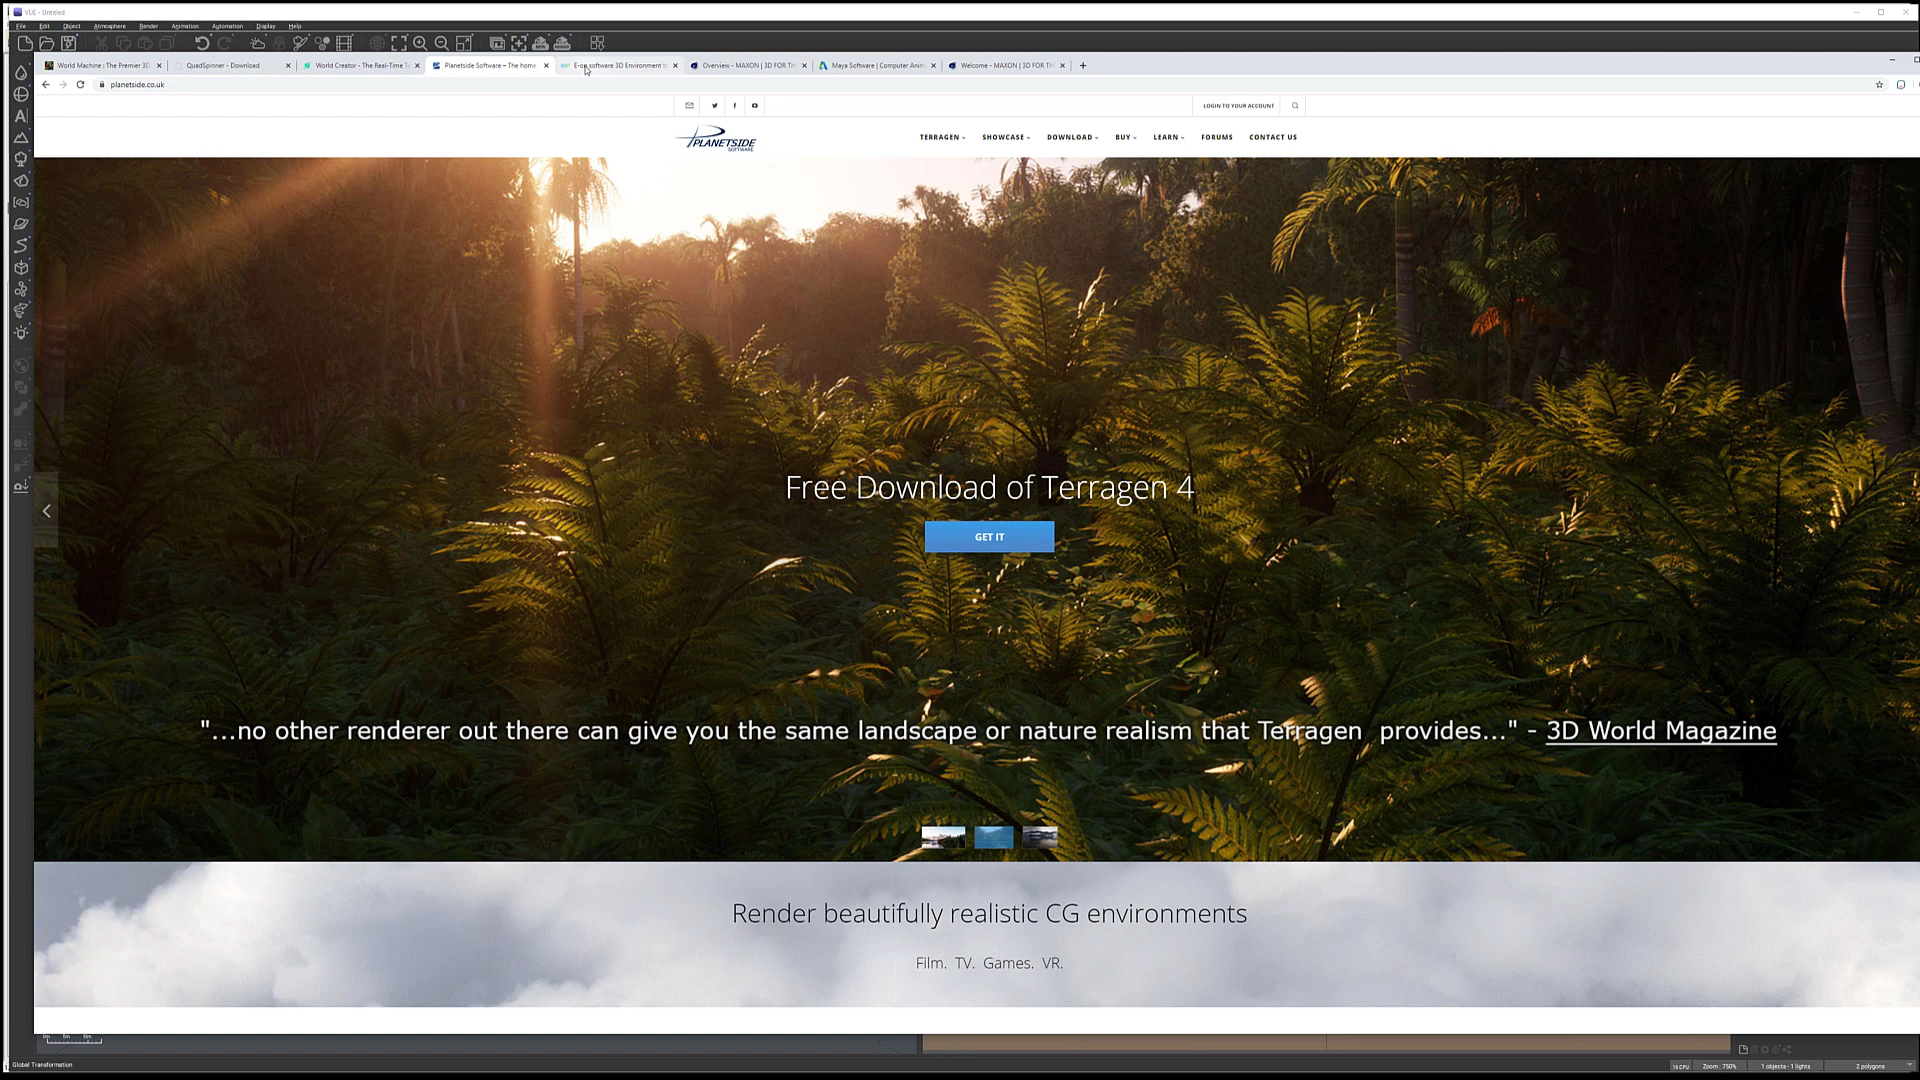 VUE - Untitled
File Edit Object Atmosphere Render Animation Automation Display Help
World Machine : The Premier 3D
QuadSpinner - Download
World Creator - The Real-Time Te
Planetside Software – The home
E-on software 3D Environment to
Overview - MAXON | 3D FOR TH
Maya Software | Computer Anim
Welcome - MAXON | 3D FOR TH
planetside.co.uk
LOGIN TO YOUR ACCOUNT
PLANETSIDE
SOFTWARE
TERRAGEN SHOWCASE DOWNLOAD BUY LEARN FORUMS CONTACT US
Free Download of Terragen 4
GET IT
"...no other renderer out there can give you the same landscape or nature realism that Terragen provides..." - 3D World Magazine
Render beautifully realistic CG environments
Film. TV. Games. VR.
Global Transformation
16 CPU Zoom : 750% 1 objects - 1 lights 2 polygons